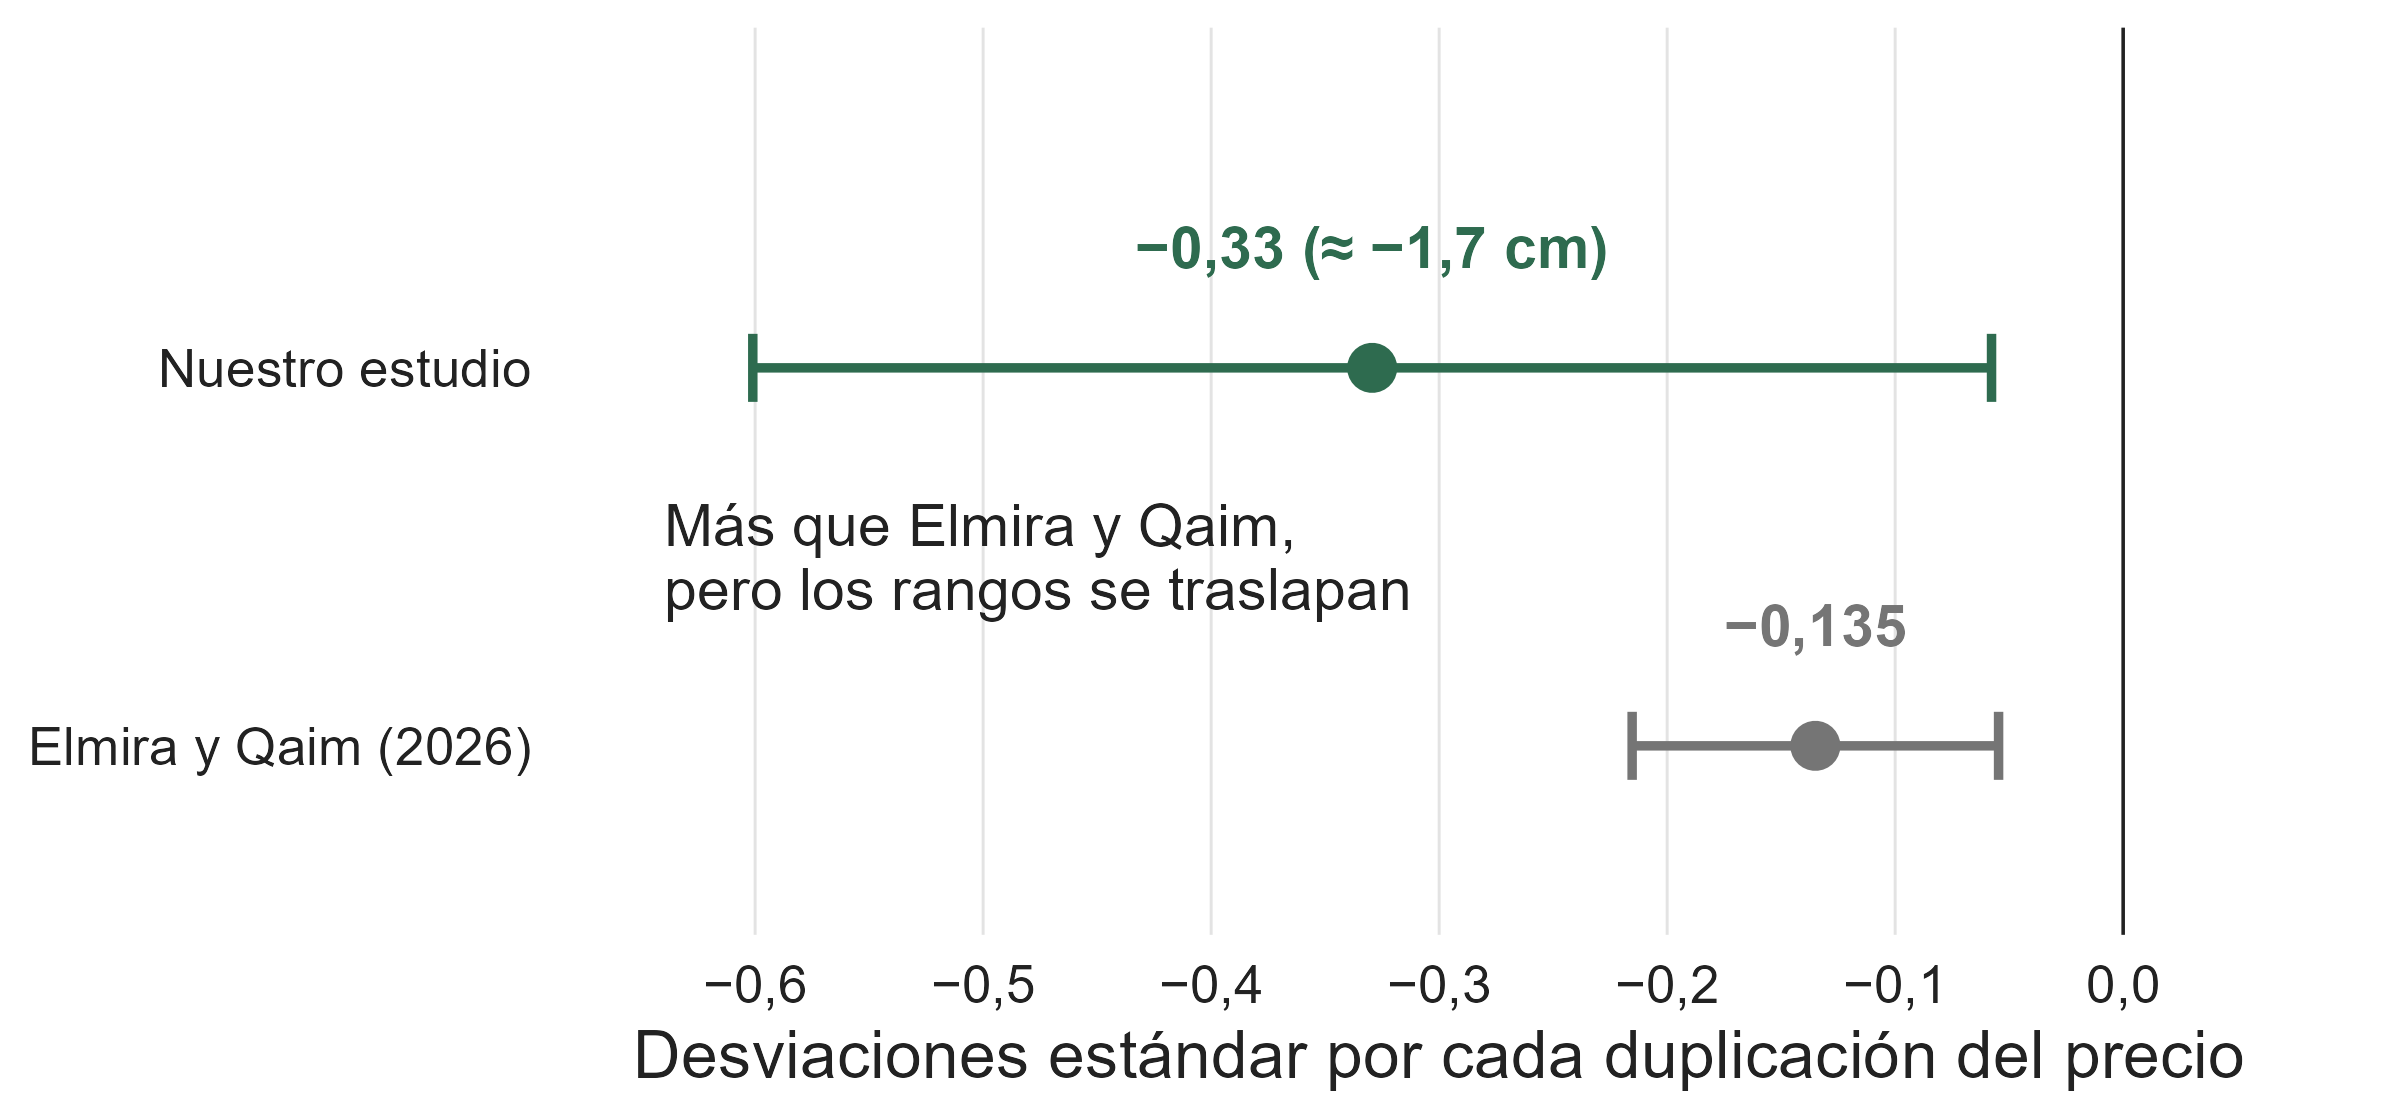 −0,33 (≈ −1,7 cm)
Nuestro estudio
Más que Elmira y Qaim,
pero los rangos se traslapan
−0,135
Elmira y Qaim (2026)
−0,6 −0,5 −0,4 −0,3 −0,2 −0,1 0,0
Desviaciones estándar por cada duplicación del precio